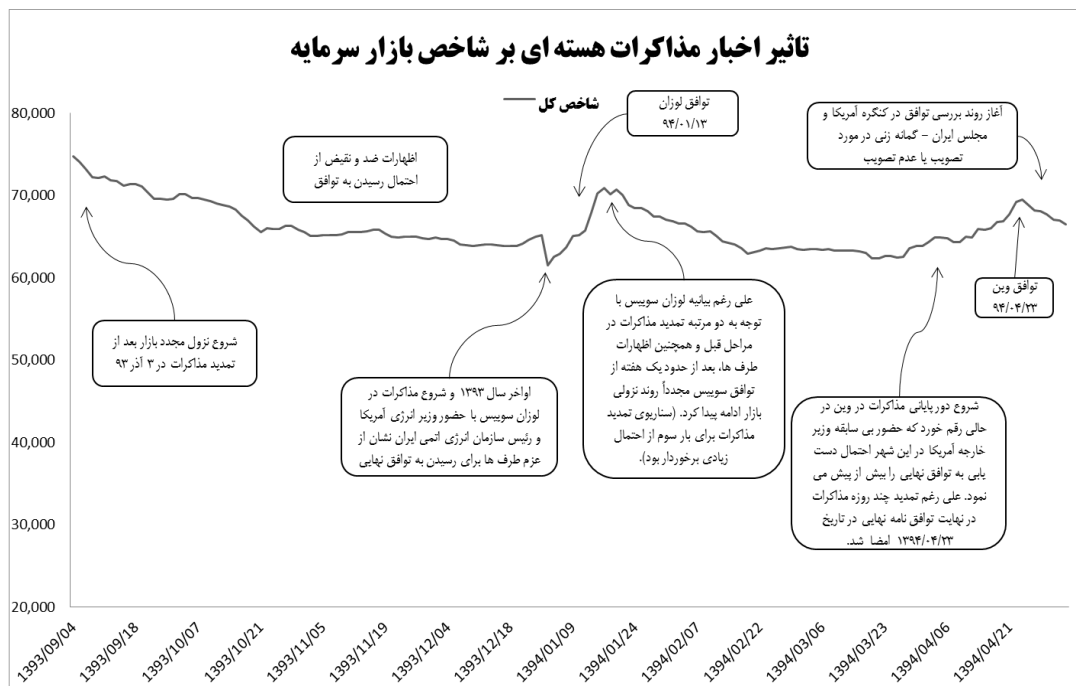 تاثیر اخبار مذاکرات هسته ای بر شاخص بازار سرمایه
شاخص کل
80,000
70,000
60,000
50,000
40,000
30,000
20,000
شروع نزول مجدد بازار بعد از
تمدید مذاکرات در ۳ آذر ۹۳
اظهارات ضد و نقیض از
احتمال رسیدن به توافق
اواخر سال ۱۳۹۳ و شروع مذاکرات در
لوزان سوییس با حضور وزیر انرژی آمریکا
و رئیس سازمان انرژی اتمی ایران نشان از
عزم طرف ها برای رسیدن به توافق نهایی
توافق لوزان
۹۴/۰۱/۱۳
علی رغم بیانیه لوزان سوییس با
توجه به دو مرتبه تمدید مذاکرات در
مراحل قبل و همچنین اظهارات
طرف ها، بعد از حدود یک هفته از
توافق سوییس مجدداً روند نزولی
بازار ادامه پیدا کرد. (سناریوی تمدید
مذاکرات برای بار سوم از احتمال
زیادی برخوردار بود).
شروع دور پایانی مذاکرات در وین در
حالی رقم خورد که حضور بی سابقه وزیر
خارجه آمریکا در این شهر احتمال دست
یابی به توافق نهایی را بیش از پیش می
نمود. علی رغم تمدید چند روزه مذاکرات
در نهایت توافق نامه نهایی در تاریخ
۱۳۹۴/۰۴/۲۳ امضا شد.
توافق وین
۹۴/۰۴/۲۳
آغاز روند بررسی توافق در کنگره آمریکا و
مجلس ایران – گمانه زنی در مورد
تصویب یا عدم تصویب
1393/09/04
1393/09/18
1393/10/07
1393/10/21
1393/11/05
1393/11/19
1393/12/04
1393/12/18
1394/01/09
1394/01/24
1394/02/07
1394/02/22
1394/03/06
1394/03/23
1394/04/06
1394/04/21